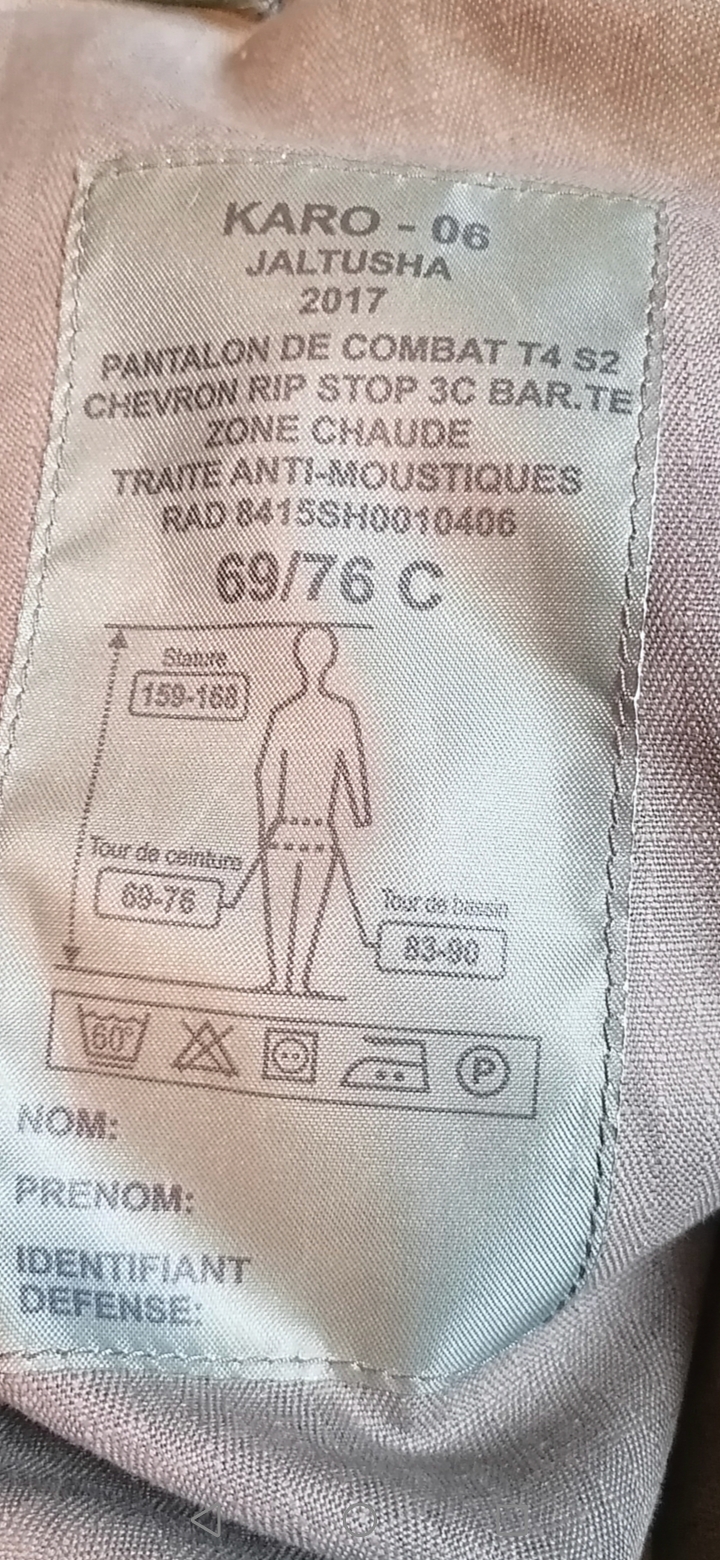 KARO - 06
JALTUSHA
2017
PANTALON DE COMBAT T4 S2
CHEVRON RIP STOP 3C BAR.TE
ZONE CHAUDE
TRAITE ANTI-MOUSTIQUES
RAD 8415SH0010406
69/76 C
Stature
159-168
Tour de ceinture
69-76
Tour de bassin
83-90
60°
P
NOM:
PRENOM:
IDENTIFIANT
DEFENSE: